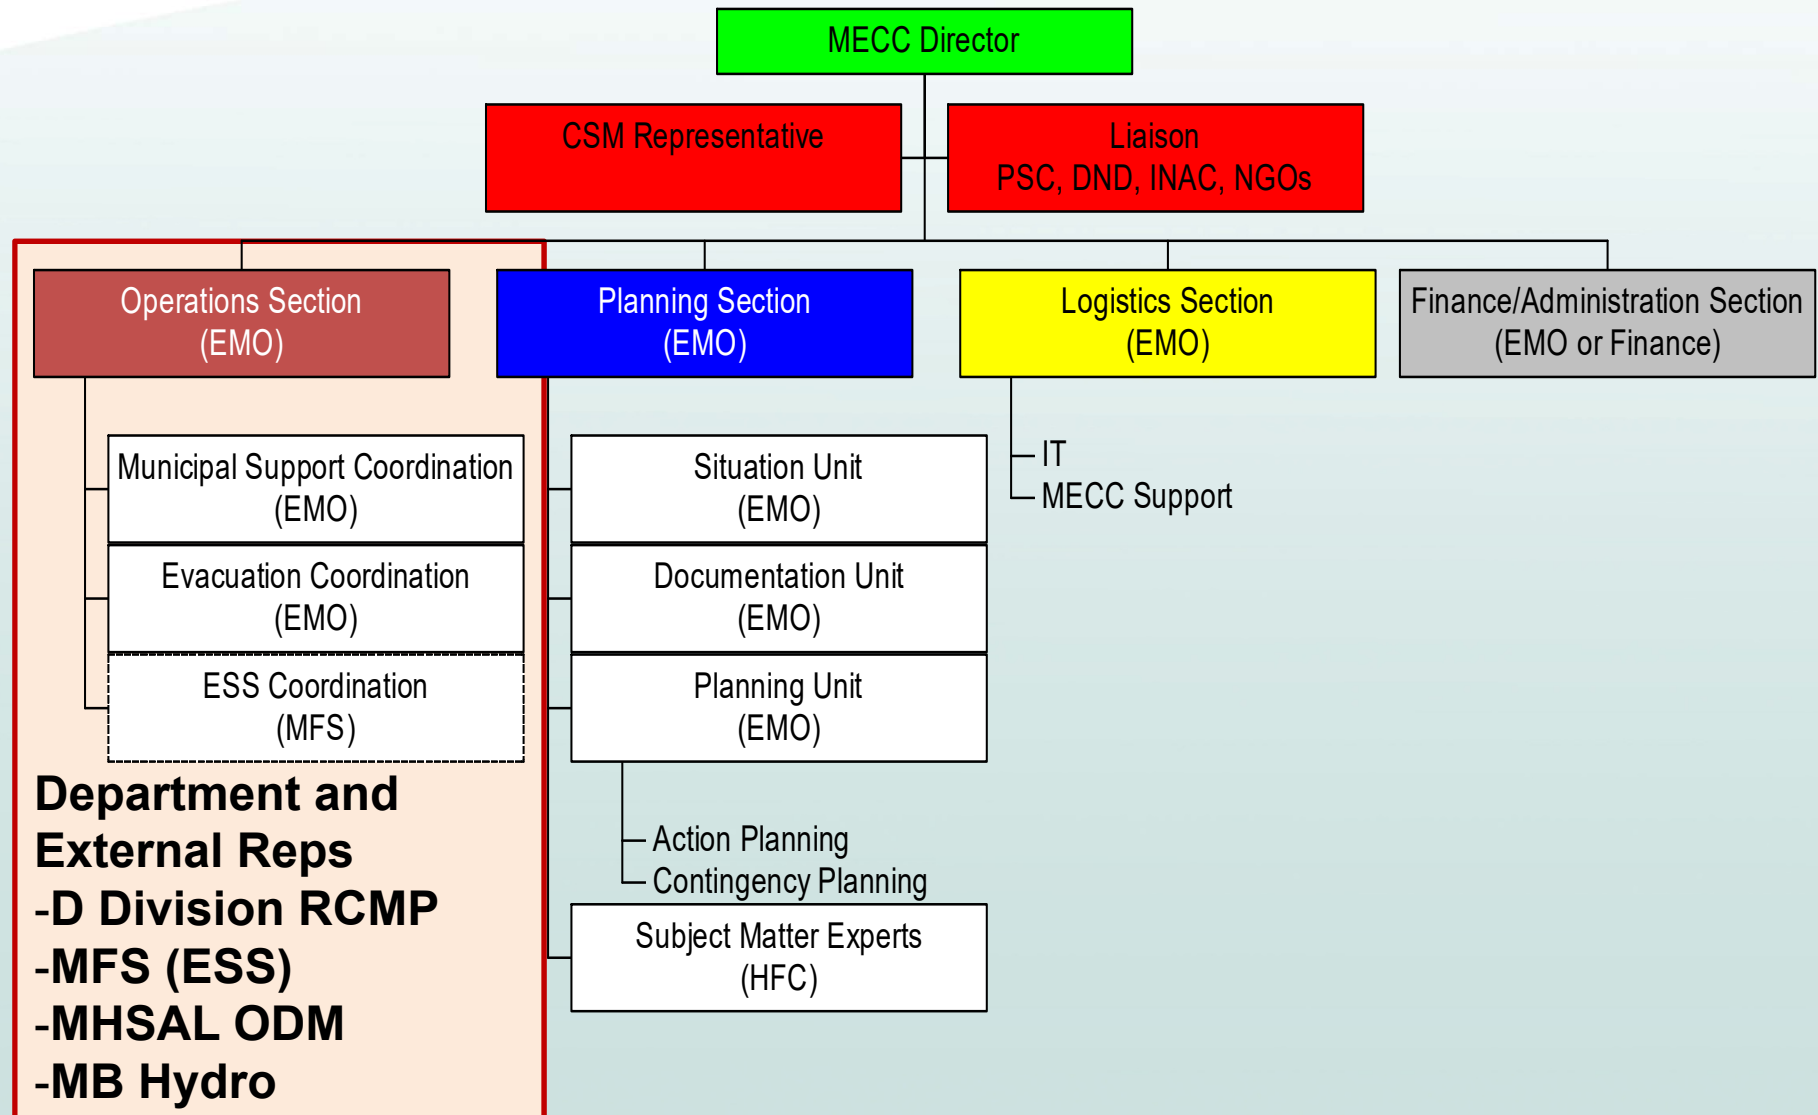 MECC Director
CSM Representative
Liaison
PSC, DND, INAC, NGOs
Operations Section
(EMO)
Planning Section
(EMO)
Logistics Section
(EMO)
Finance/Administration Section
(EMO or Finance)
Municipal Support Coordination
(EMO)
Evacuation Coordination
(EMO)
ESS Coordination
(MFS)
Department and
External Reps
-D Division RCMP
-MFS (ESS)
-MHSAL ODM
-MB Hydro
Situation Unit
(EMO)
Documentation Unit
(EMO)
Planning Unit
(EMO)
Action Planning
Contingency Planning
Subject Matter Experts
(HFC)
IT
MECC Support